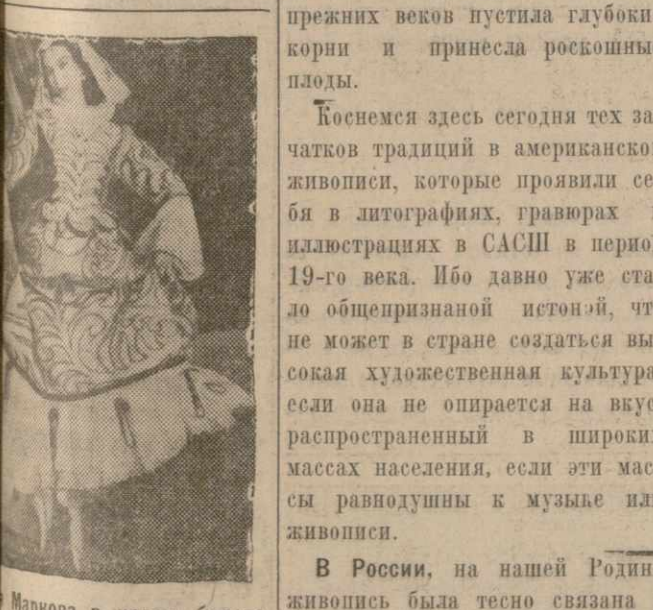 прежних веков пустила глубоки
корни и принесла роскошны
плоды.
Коснемся здесь сегодня тех за
чатков традиций в американско
живописи, которые проявили се
бя в литографиях, гравюрах
иллюстрациях в САСШ в перио
19-го века. Ибо давно уже ста
ло общепризнаной чт
не может в стране создаться вы
сокая художественная культура
если она не опирается на вкус
распространенный в широки
массах населения, если эти мас
сы равнодушны к музыке ил
живописи.
В России, на нашей Родин
живопись была тесно связана
Маркова